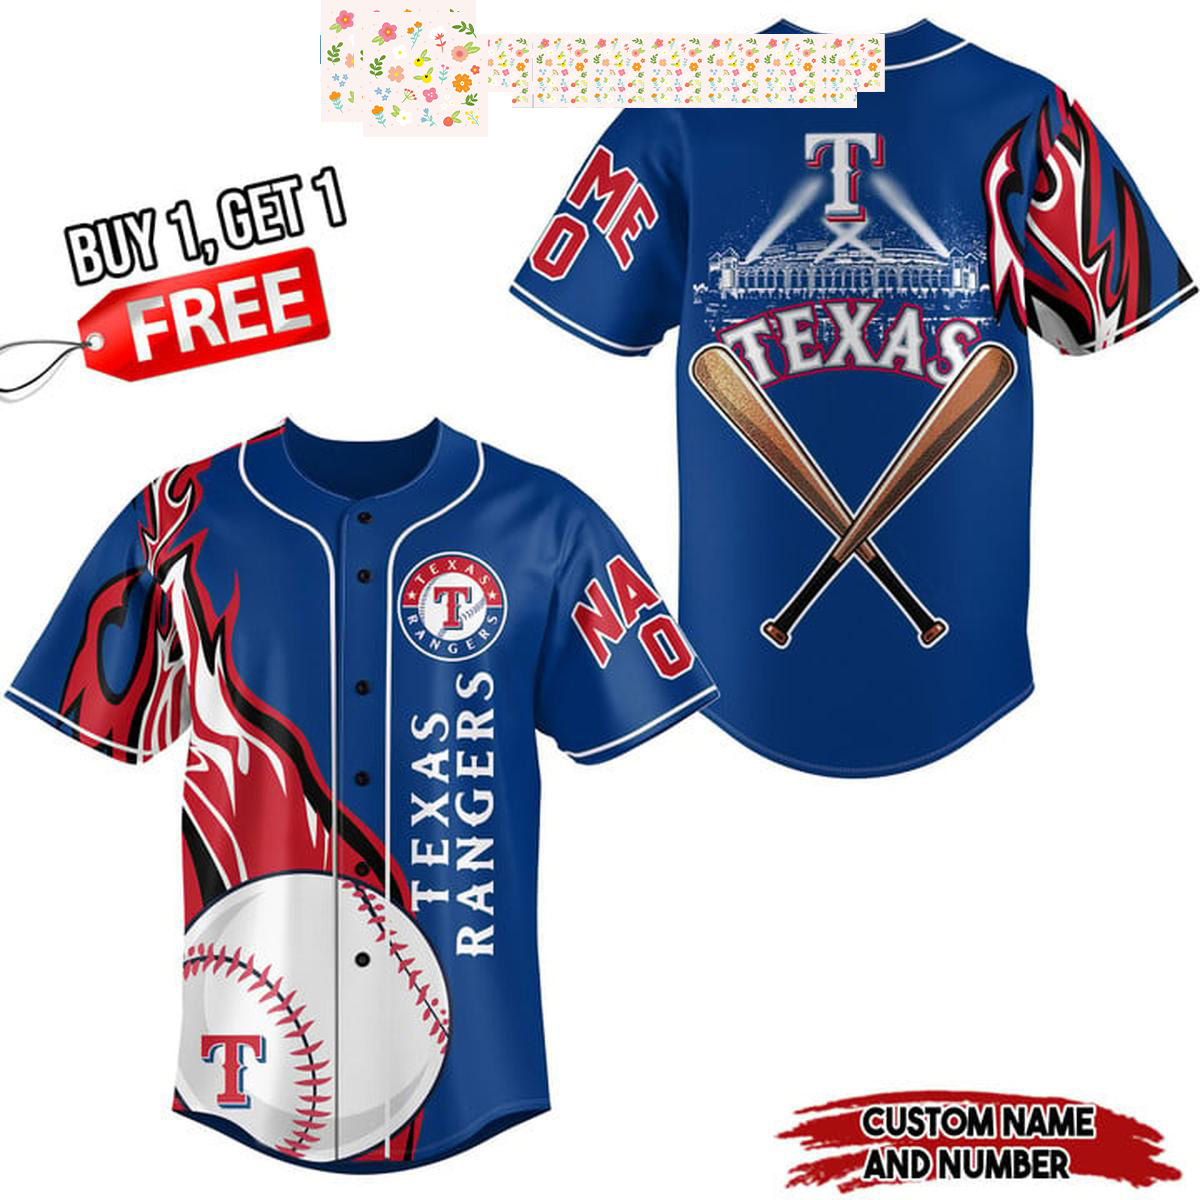 BUY 1, GET 1
FREE
ME
0
T
TEXAS
TEXAS
T
RANGERS
NA
0
TEXAS
RANGERS
T
CUSTOM NAME
AND NUMBER